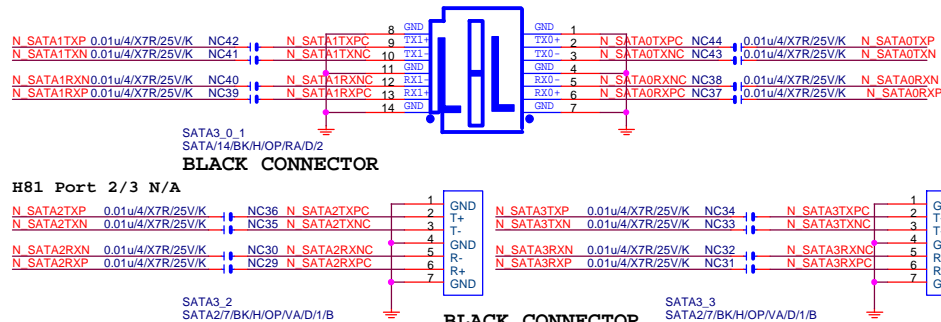 8 GND GND 1
N_SATA1TXP 0.01u/4/X7R/25V/K NC42 N_SATA1TXPC 9 TX1+ TX0+ 2 N_SATA0TXPC NC44 0.01u/4/X7R/25V/K N_SATA0TXP
N_SATA1TXN 0.01u/4/X7R/25V/K NC41 N_SATA1TXNC 10 TX1- TX0- 3 N_SATA0TXNC NC43 0.01u/4/X7R/25V/K N_SATA0TXN
11 GND GND 4
N_SATA1RXN 0.01u/4/X7R/25V/K NC40 N_SATA1RXNC 12 RX1- RX0- 5 N_SATA0RXNC NC38 0.01u/4/X7R/25V/K N_SATA0RXN
N_SATA1RXP 0.01u/4/X7R/25V/K NC39 N_SATA1RXPC 13 RX1+ RX0+ 6 N_SATA0RXPC NC37 0.01u/4/X7R/25V/K N_SATA0RXP
14 GND GND 7
SATA3_0_1
SATA/14/BK/H/OP/RA/D/2
BLACK CONNECTOR
H81 Port 2/3 N/A
1 GND 1 G
N_SATA2TXP 0.01u/4/X7R/25V/K NC36 N_SATA2TXPC 2 T+ N_SATA3TXP 0.01u/4/X7R/25V/K NC34 N_SATA3TXPC 2 T
N_SATA2TXN 0.01u/4/X7R/25V/K NC35 N_SATA2TXNC 3 T- N_SATA3TXN 0.01u/4/X7R/25V/K NC33 N_SATA3TXNC 3 T
4 GND 4 G
N_SATA2RXN 0.01u/4/X7R/25V/K NC30 N_SATA2RXNC 5 R- N_SATA3RXN 0.01u/4/X7R/25V/K NC32 N_SATA3RXNC 5 R
N_SATA2RXP 0.01u/4/X7R/25V/K NC29 N_SATA2RXPC 6 R+ N_SATA3RXP 0.01u/4/X7R/25V/K NC31 N_SATA3RXPC 6 R
7 GND 7 G
SATA3_2 SATA3_3
SATA2/7/BK/H/OP/VA/D/1/B BLACK CONNECTOR SATA2/7/BK/H/OP/VA/D/1/B